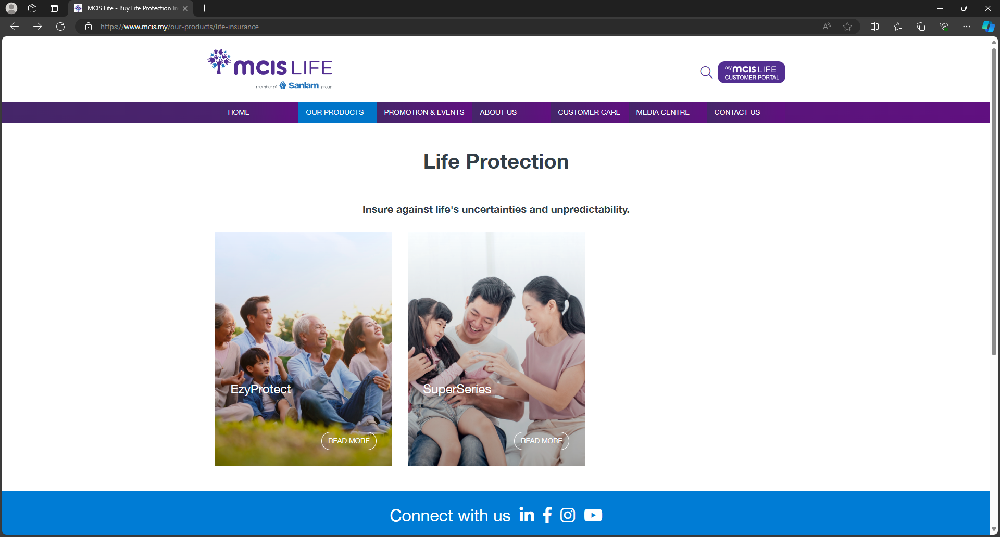 MCIS Life - Buy Life Protection In
https://www.mcis.my/our-products/life-insurance
mcis LIFE
member of Sanlam group
my mcis LIFE
CUSTOMER PORTAL
HOME OUR PRODUCTS PROMOTION & EVENTS ABOUT US CUSTOMER CARE MEDIA CENTRE CONTACT US
Life Protection
Insure against life's uncertainties and unpredictability.
EzyProtect
READ MORE
SuperSeries
READ MORE
Connect with us